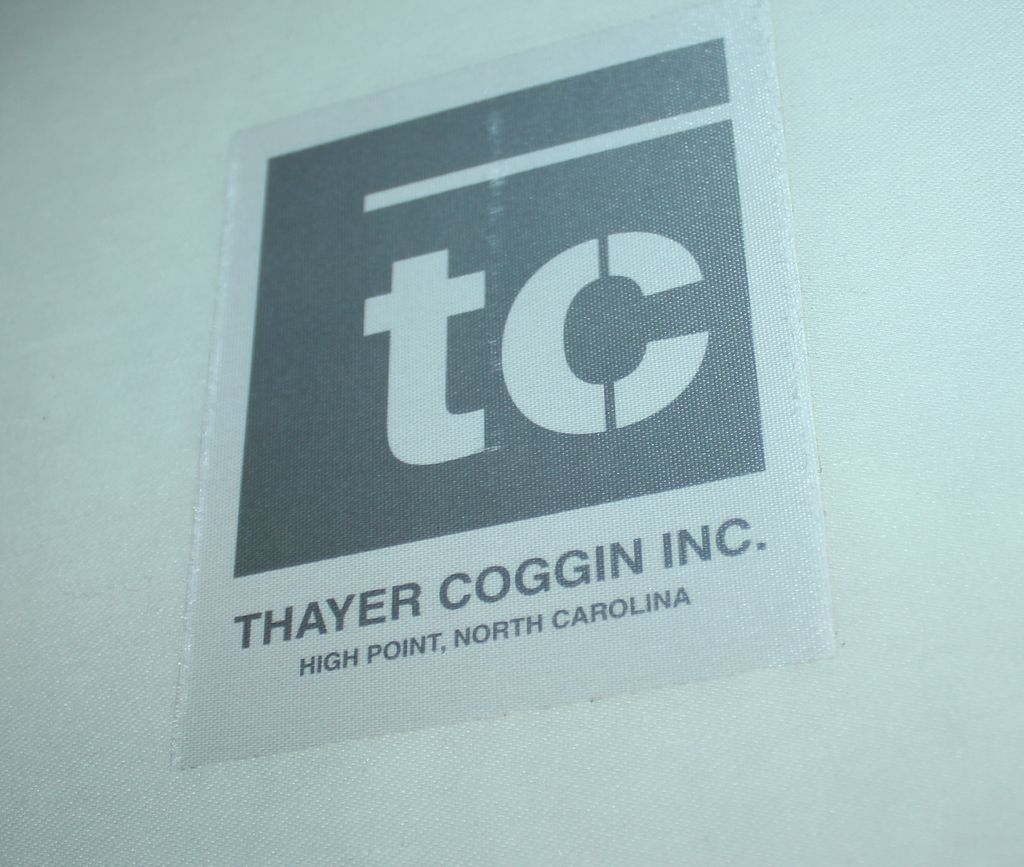 tc
THAYER COGGIN INC.
HIGH POINT, NORTH CAROLINA